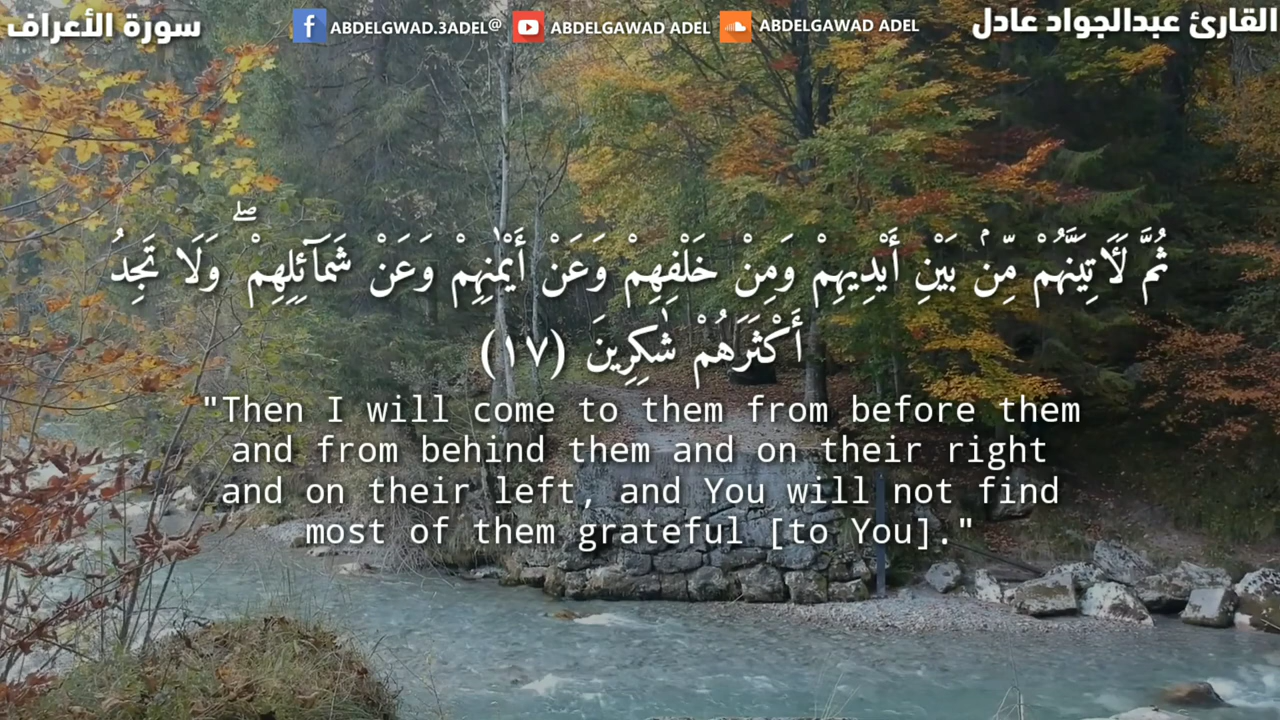 سورة الأعراف
ABDELGWAD.3ADEL@
ABDELGAWAD ADEL
ABDELGAWAD ADEL
القارئ عبدالجواد عادل
ثُمَّ لَـَٔاتِيَنَّهُمْ مِّنۢ بَيْنِ أَيْدِيهِمْ وَمِنْ خَلْفِهِمْ وَعَنْ أَيْمَٰنِهِمْ وَعَنْ شَمَآئِلِهِمْ ۖ وَلَا تَجِدُ
أَكْثَرَهُمْ شَٰكِرِينَ (١٧)
"Then I will come to them from before them
and from behind them and on their right
and on their left, and You will not find
most of them grateful [to You]."